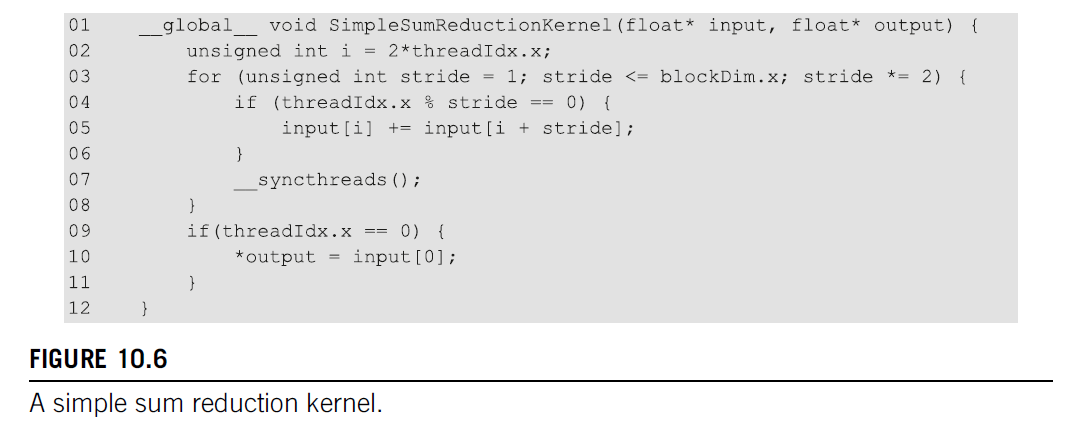 01 __global__ void SimpleSumReductionKernel(float* input, float* output) {
02 unsigned int i = 2*threadIdx.x;
03 for (unsigned int stride = 1; stride <= blockDim.x; stride *= 2) {
04 if (threadIdx.x % stride == 0) {
05 input[i] += input[i + stride];
06 }
07 __syncthreads();
08 }
09 if(threadIdx.x == 0) {
10 *output = input[0];
11 }
12 }
FIGURE 10.6
A simple sum reduction kernel.